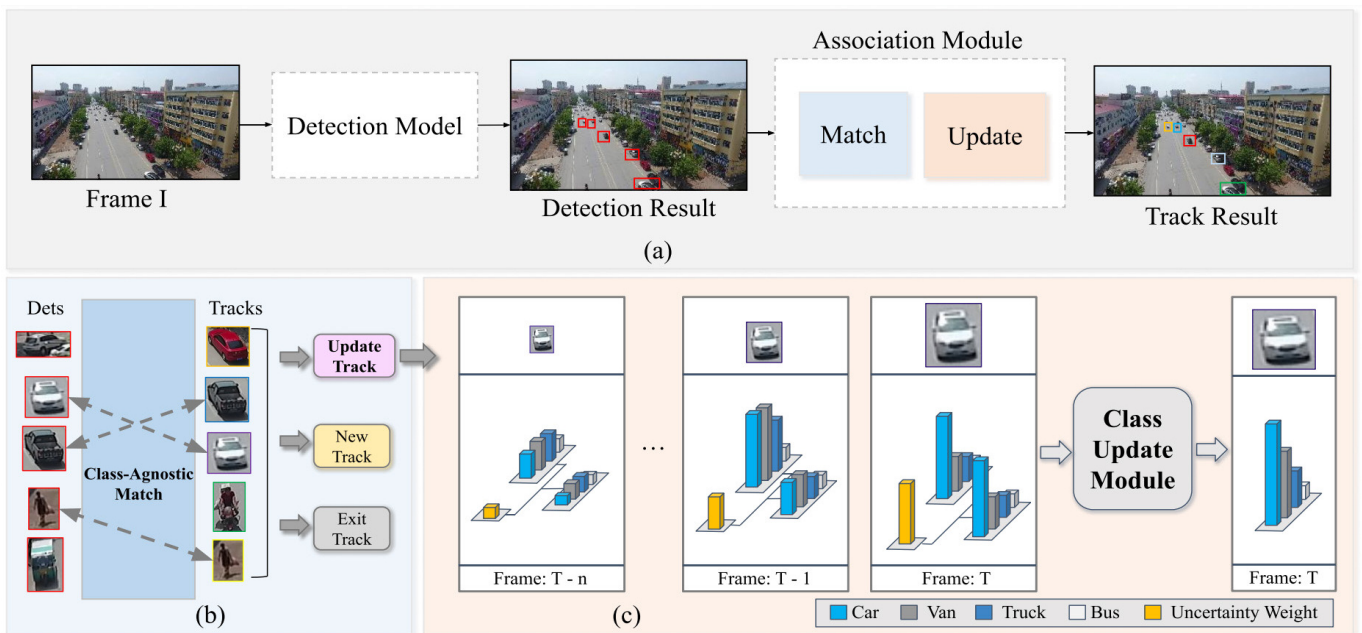 Association Module
Detection Model
Match
Update
Frame I
Detection Result
Track Result
(a)
Dets
Tracks
Class-Agnostic
Match
Update
Track
New
Track
Exit
Track
(b)
...
Class
Update
Module
Frame: T - n
Frame: T - 1
Frame: T
Frame: T
(c)
Car
Van
Truck
Bus
Uncertainty Weight